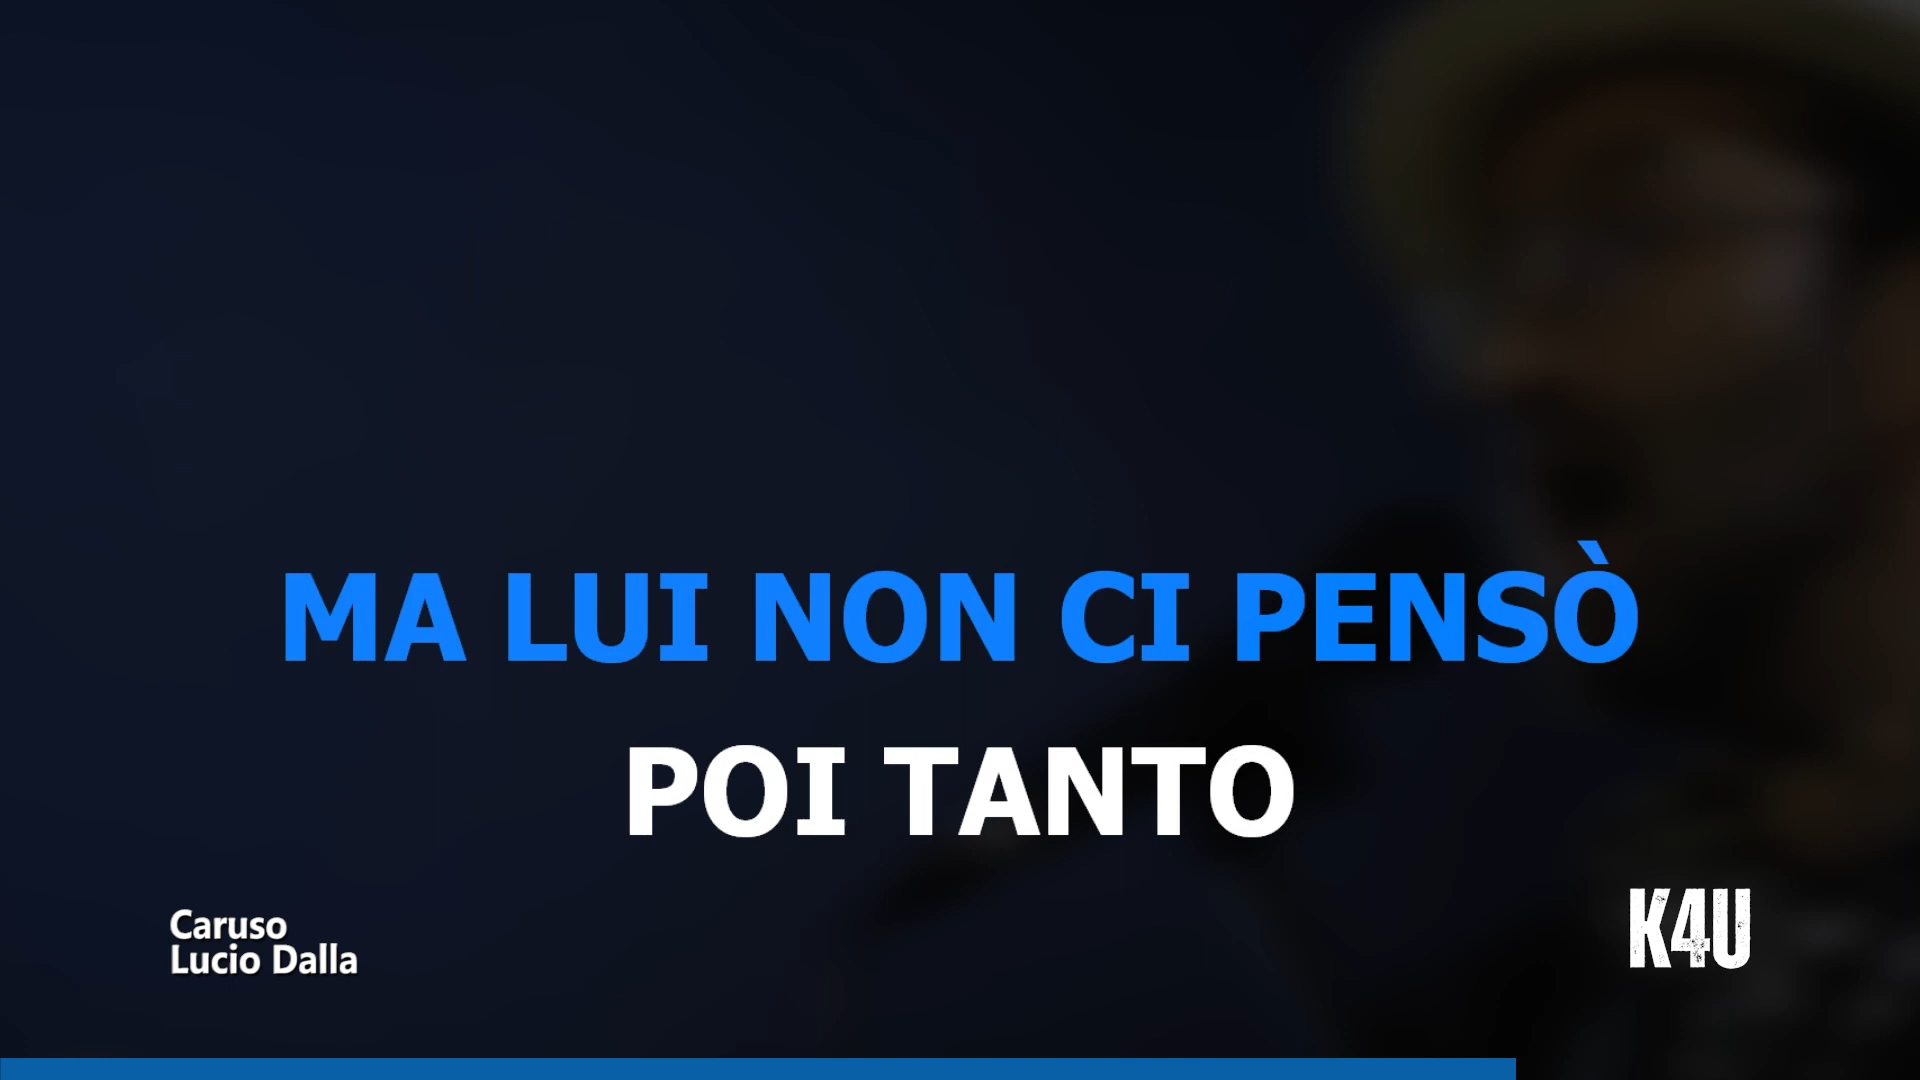 MA LUI NON CI PENSÒ
POI TANTO
Caruso
Lucio Dalla
K4U